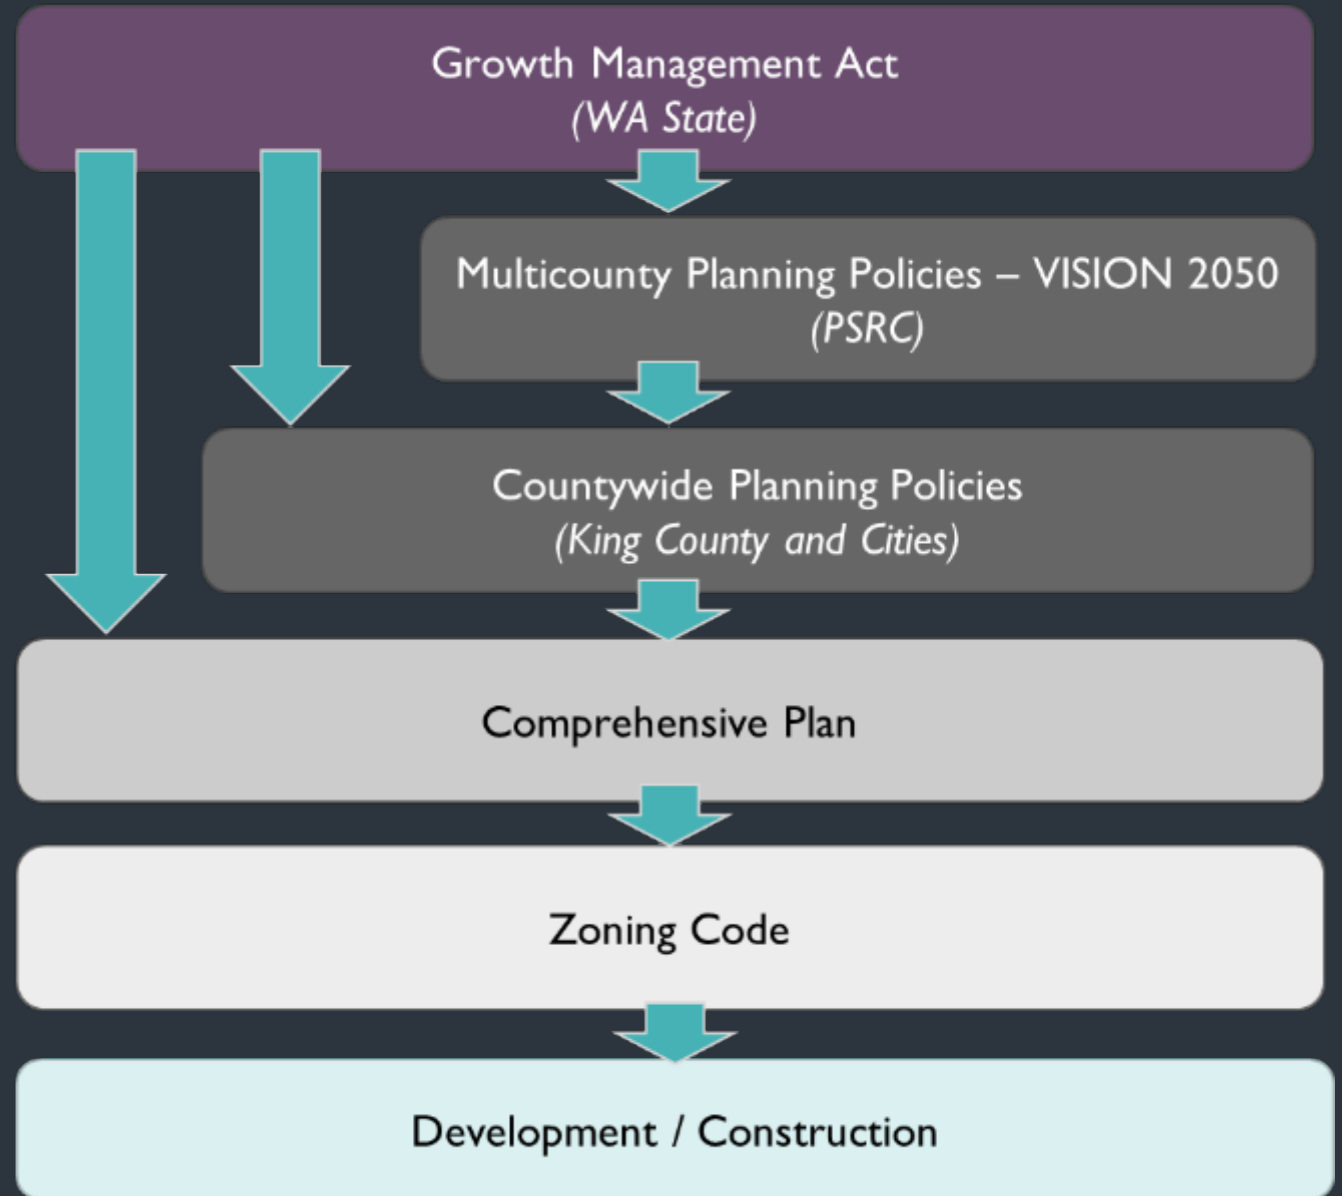 Growth Management Act
(WA State)
Multicounty Planning Policies – VISION 2050
(PSRC)
Countywide Planning Policies
(King County and Cities)
Comprehensive Plan
Zoning Code
Development / Construction